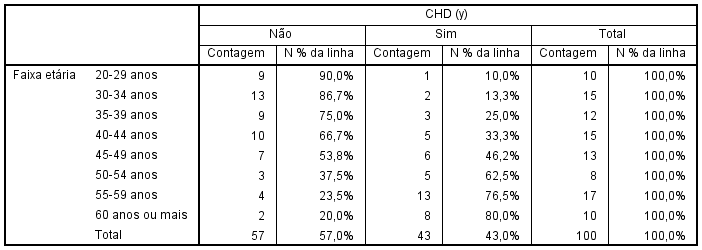 CHD (y)
Não Sim Total
Contagem N % da linha Contagem N % da linha Contagem N % da linha
Faixa etária 20-29 anos 9 90,0% 1 10,0% 10 100,0%
30-34 anos 13 86,7% 2 13,3% 15 100,0%
35-39 anos 9 75,0% 3 25,0% 12 100,0%
40-44 anos 10 66,7% 5 33,3% 15 100,0%
45-49 anos 7 53,8% 6 46,2% 13 100,0%
50-54 anos 3 37,5% 5 62,5% 8 100,0%
55-59 anos 4 23,5% 13 76,5% 17 100,0%
60 anos ou mais 2 20,0% 8 80,0% 10 100,0%
Total 57 57,0% 43 43,0% 100 100,0%